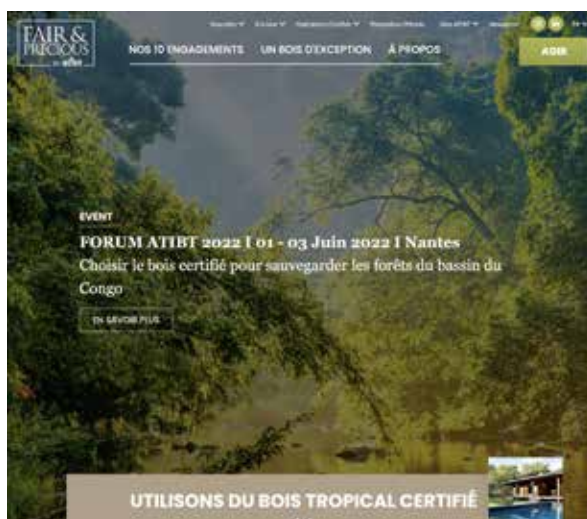 FAIR &
PRECIOUS
by atibt
NOS 10 ENGAGEMENTS UN BOIS D'EXCEPTION À PROPOS
AGIR
EVENT
FORUM ATIBT 2022 I 01 - 03 Juin 2022 I Nantes
Choisir le bois certifié pour sauvegarder les forêts du bassin du
Congo
EN SAVOIR PLUS
UTILISONS DU BOIS TROPICAL CERTIFIÉ